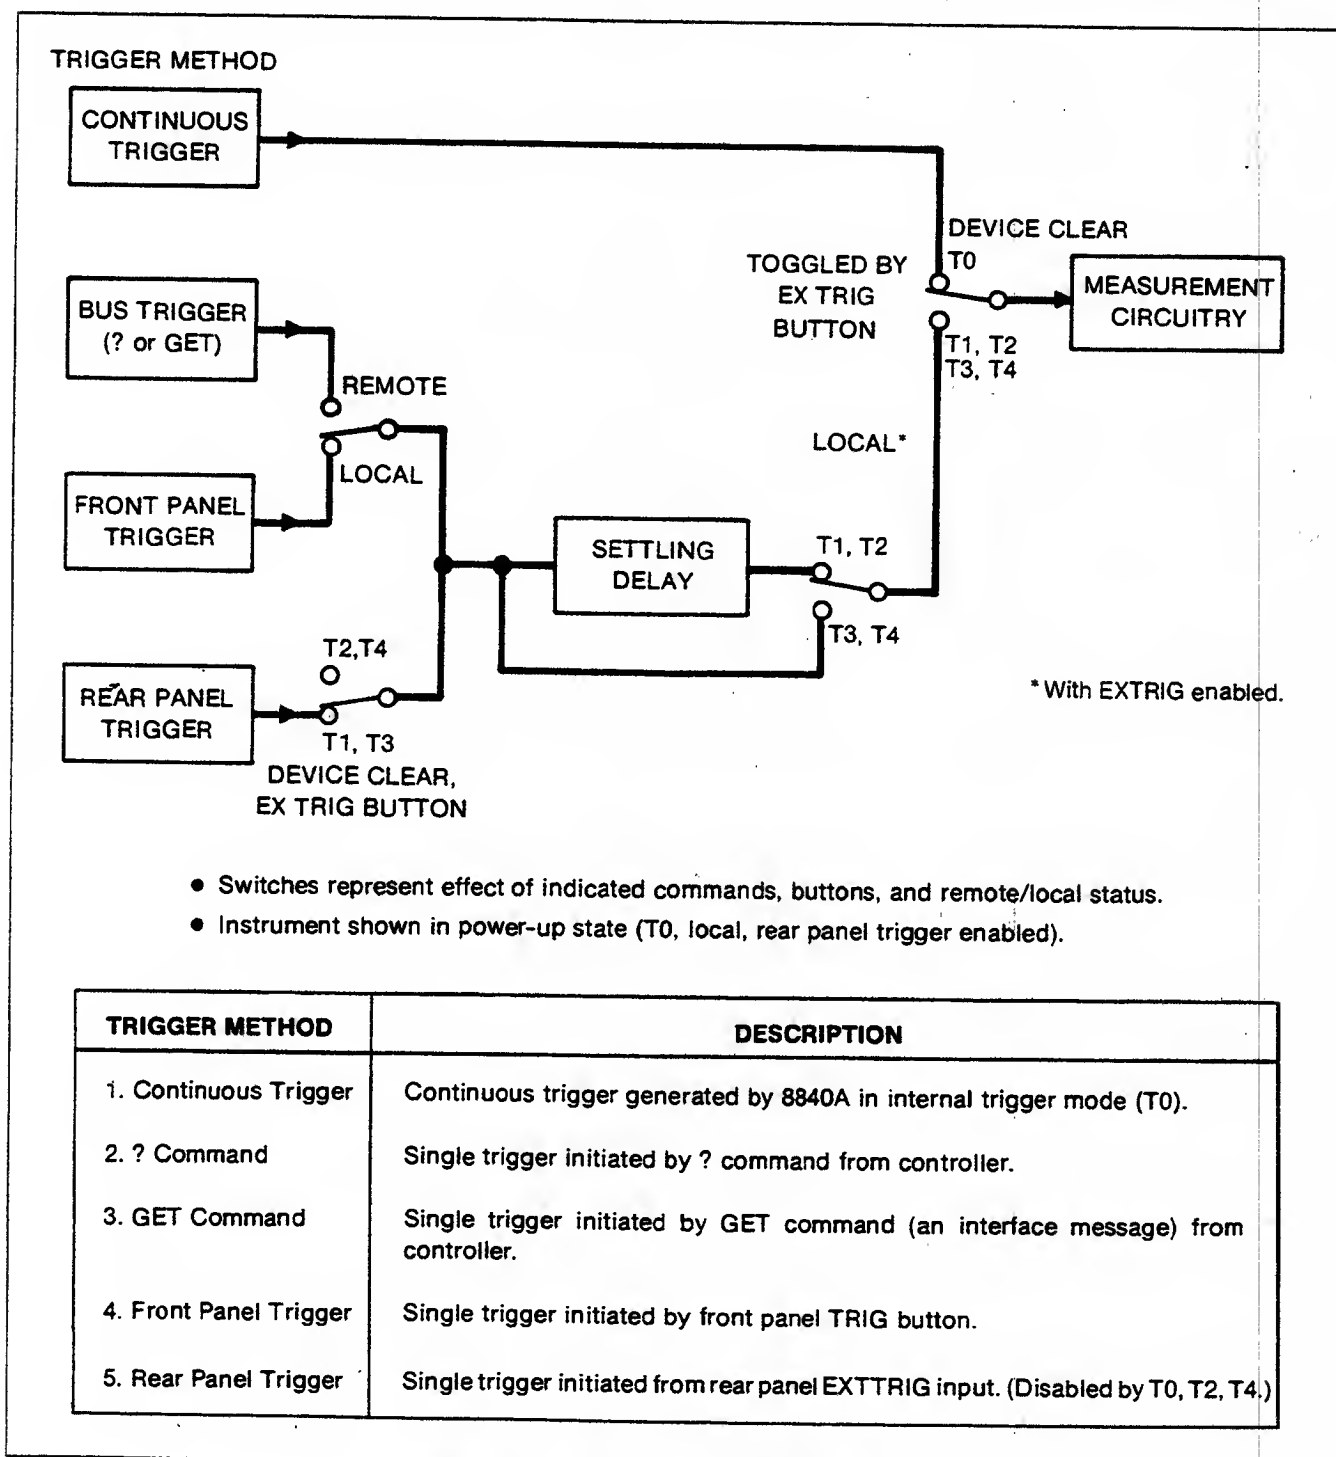 TRIGGER METHOD
CONTINUOUS
TRIGGER
DEVICE CLEAR
TOGGLED BY
EX TRIG
BUTTON
T0
MEASUREMENT
CIRCUITRY
BUS TRIGGER
(? or GET)
T1, T2
T3, T4
REMOTE
LOCAL*
LOCAL
FRONT PANEL
TRIGGER
SETTLING
DELAY
T1, T2
T3, T4
T2,T4
REAR PANEL
TRIGGER
*With EXTRIG enabled.
T1, T3
DEVICE CLEAR,
EX TRIG BUTTON
● Switches represent effect of indicated commands, buttons, and remote/local status.
● Instrument shown in power-up state (T0, local, rear panel trigger enabled).
TRIGGER METHOD DESCRIPTION
1. Continuous Trigger Continuous trigger generated by 8840A in internal trigger mode (T0).
2. ? Command Single trigger initiated by ? command from controller.
3. GET Command Single trigger initiated by GET command (an interface message) from
controller.
4. Front Panel Trigger Single trigger initiated by front panel TRIG button.
5. Rear Panel Trigger Single trigger initiated from rear panel EXTTRIG input. (Disabled by T0, T2, T4.)